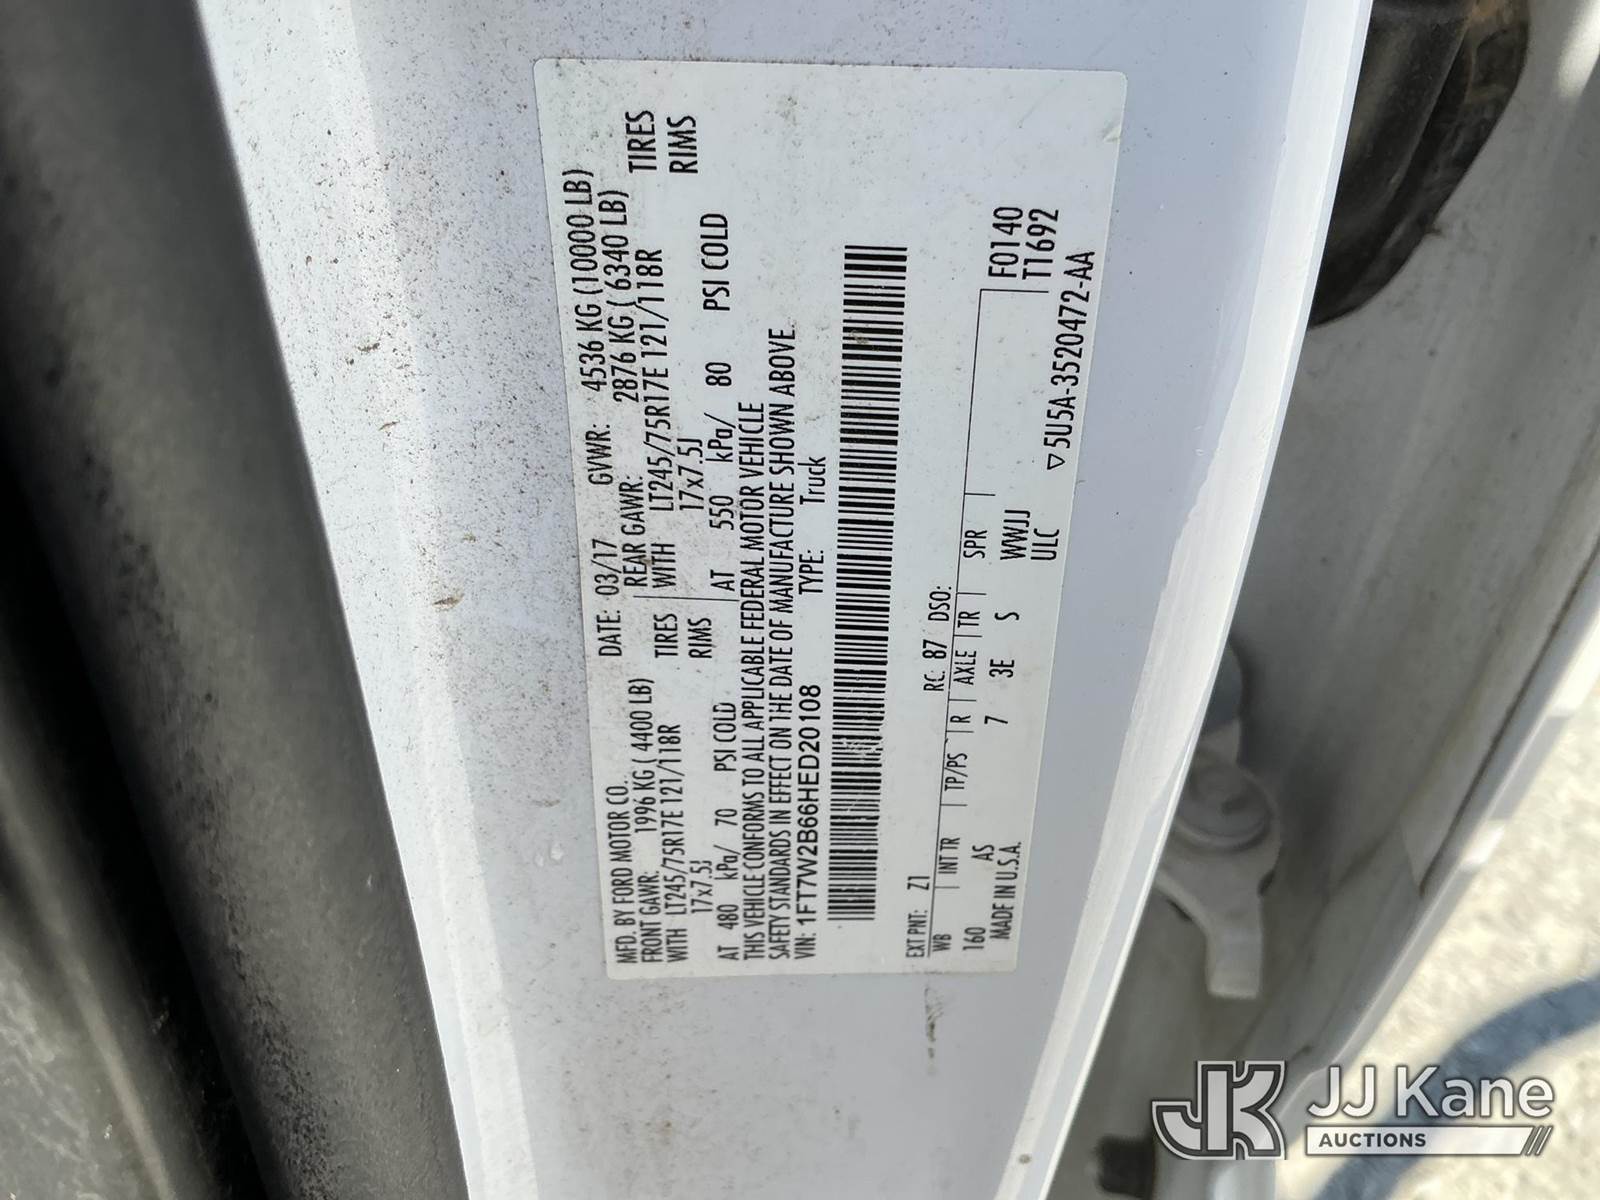 MFD. BY FORD MOTOR CO.
DATE: 03/17 GVWR: 4536 KG (10000 LB)
FRONT GAWR: 1996 KG ( 4400 LB) REAR GAWR: 2876 KG ( 6340 LB)
WITH LT245/75R17E 121/118R TIRES WITH LT245/75R17E 121/118R TIRES
17x7.5J RIMS 17x7.5J RIMS
AT 480 kPa/ 70 PSI COLD AT 550 kPa/ 80 PSI COLD
THIS VEHICLE CONFORMS TO ALL APPLICABLE FEDERAL MOTOR VEHICLE
SAFETY STANDARDS IN EFFECT ON THE DATE OF MANUFACTURE SHOWN ABOVE.
VIN: 1FT7W2B66HED20108 TYPE: Truck
EXT PNT: Z1 RC: 87 DSO:
WB INT TR TP/PS R AXLE TR SPR F0140
160 AS 7 3E S WWJJ T1692
MADE IN U.S.A. ULC
▽5U5A-3520472-AA
JK JJ Kane
AUCTIONS